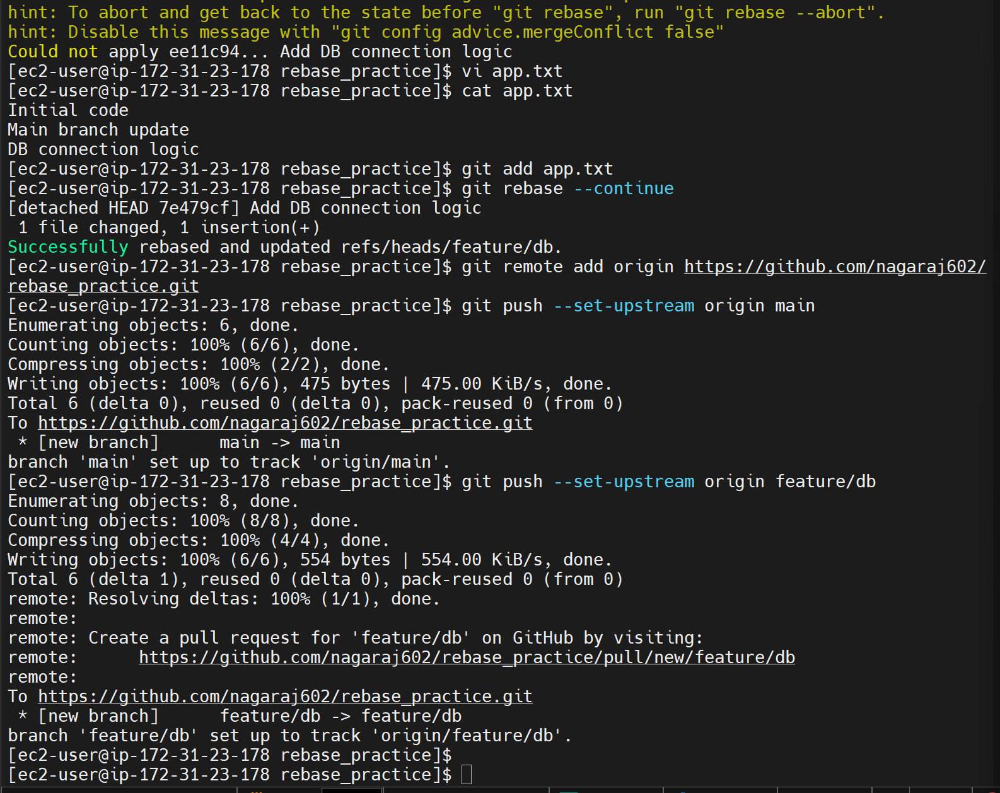 hint: To abort and get back to the state before "git rebase", run "git rebase --abort".
hint: Disable this message with "git config advice.mergeConflict false"
Could not apply ee11c94... Add DB connection logic
[ec2-user@ip-172-31-23-178 rebase_practice]$ vi app.txt
[ec2-user@ip-172-31-23-178 rebase_practice]$ cat app.txt
Initial code
Main branch update
DB connection logic
[ec2-user@ip-172-31-23-178 rebase_practice]$ git add app.txt
[ec2-user@ip-172-31-23-178 rebase_practice]$ git rebase --continue
[detached HEAD 7e479cf] Add DB connection logic
 1 file changed, 1 insertion(+)
Successfully rebased and updated refs/heads/feature/db.
[ec2-user@ip-172-31-23-178 rebase_practice]$ git remote add origin https://github.com/nagaraj602/
rebase_practice.git
[ec2-user@ip-172-31-23-178 rebase_practice]$ git push --set-upstream origin main
Enumerating objects: 6, done.
Counting objects: 100% (6/6), done.
Compressing objects: 100% (2/2), done.
Writing objects: 100% (6/6), 475 bytes | 475.00 KiB/s, done.
Total 6 (delta 0), reused 0 (delta 0), pack-reused 0 (from 0)
To https://github.com/nagaraj602/rebase_practice.git
 * [new branch]      main -> main
branch 'main' set up to track 'origin/main'.
[ec2-user@ip-172-31-23-178 rebase_practice]$ git push --set-upstream origin feature/db
Enumerating objects: 8, done.
Counting objects: 100% (8/8), done.
Compressing objects: 100% (4/4), done.
Writing objects: 100% (6/6), 554 bytes | 554.00 KiB/s, done.
Total 6 (delta 1), reused 0 (delta 0), pack-reused 0 (from 0)
remote: Resolving deltas: 100% (1/1), done.
remote:
remote: Create a pull request for 'feature/db' on GitHub by visiting:
remote:      https://github.com/nagaraj602/rebase_practice/pull/new/feature/db
remote:
To https://github.com/nagaraj602/rebase_practice.git
 * [new branch]      feature/db -> feature/db
branch 'feature/db' set up to track 'origin/feature/db'.
[ec2-user@ip-172-31-23-178 rebase_practice]$
[ec2-user@ip-172-31-23-178 rebase_practice]$